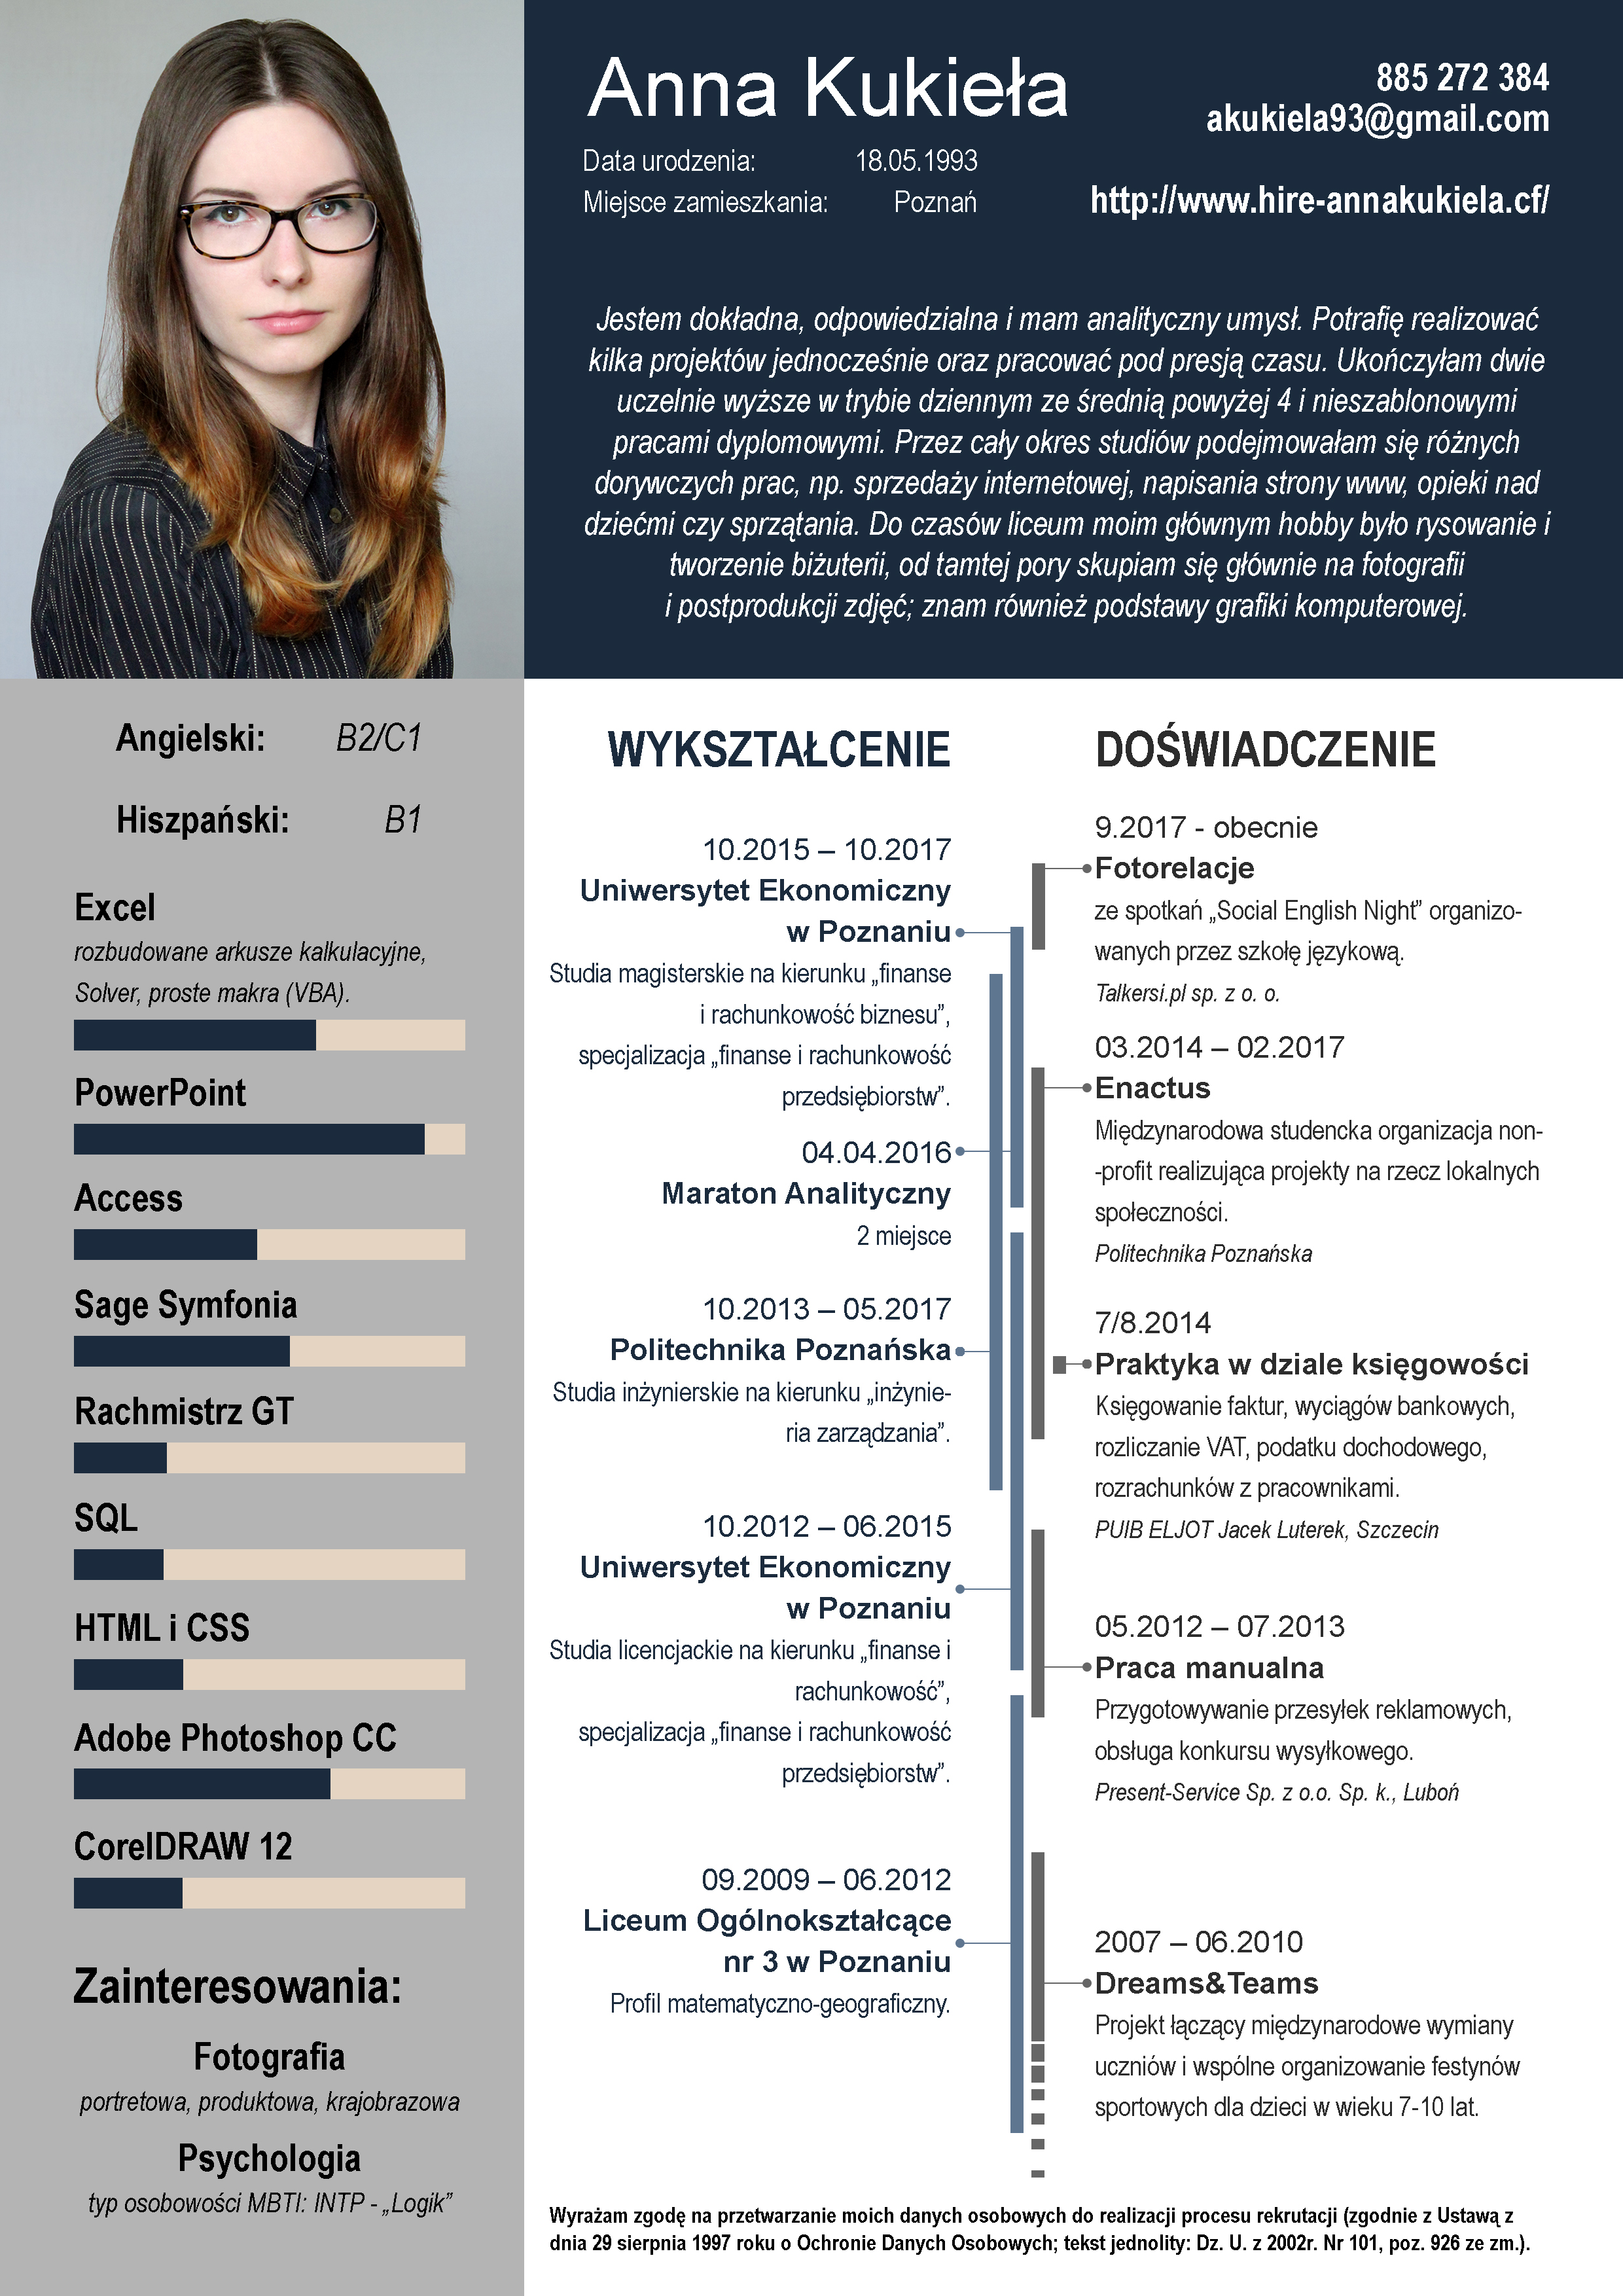 Anna Kukieła
Data urodzenia: 18.05.1993
Miejsce zamieszkania: Poznań
885 272 384
akukiela93@gmail.com
http://www.hire-annakukiela.cf/
Jestem dokładna, odpowiedzialna i mam analityczny umysł. Potrafię realizować
kilka projektów jednocześnie oraz pracować pod presją czasu. Ukończyłam dwie
uczelnie wyższe w trybie dziennym ze średnią powyżej 4 i nieszablonowymi
pracami dyplomowymi. Przez cały okres studiów podejmowałam się różnych
dorywczych prac, np. sprzedaży internetowej, napisania strony www, opieki nad
dziećmi czy sprzątania. Do czasów liceum moim głównym hobby było rysowanie i
tworzenie biżuterii, od tamtej pory skupiam się głównie na fotografii
i postprodukcji zdjęć; znam również podstawy grafiki komputerowej.
Angielski: B2/C1
Hiszpański: B1
Excel
rozbudowane arkusze kalkulacyjne,
Solver, proste makra (VBA).
PowerPoint
Access
Sage Symfonia
Rachmistrz GT
SQL
HTML i CSS
Adobe Photoshop CC
CorelDRAW 12
Zainteresowania:
Fotografia
portretowa, produktowa, krajobrazowa
Psychologia
typ osobowości MBTI: INTP - „Logik”
WYKSZTAŁCENIE
10.2015 – 10.2017
Uniwersytet Ekonomiczny
w Poznaniu
Studia magisterskie na kierunku „finanse
i rachunkowość biznesu”,
specjalizacja „finanse i rachunkowość
przedsiębiorstw”.
04.04.2016
Maraton Analityczny
2 miejsce
10.2013 – 05.2017
Politechnika Poznańska
Studia inżynierskie na kierunku „inżynie-
ria zarządzania”.
10.2012 – 06.2015
Uniwersytet Ekonomiczny
w Poznaniu
Studia licencjackie na kierunku „finanse i
rachunkowość”,
specjalizacja „finanse i rachunkowość
przedsiębiorstw”.
09.2009 – 06.2012
Liceum Ogólnokształcące
nr 3 w Poznaniu
Profil matematyczno-geograficzny.
DOŚWIADCZENIE
9.2017 - obecnie
Fotorelacje
ze spotkań „Social English Night” organizo-
wanych przez szkołę językową.
Talkersi.pl sp. z o. o.
03.2014 – 02.2017
Enactus
Międzynarodowa studencka organizacja non-
-profit realizująca projekty na rzecz lokalnych
społeczności.
Politechnika Poznańska
7/8.2014
Praktyka w dziale księgowości
Księgowanie faktur, wyciągów bankowych,
rozliczanie VAT, podatku dochodowego,
rozrachunków z pracownikami.
PUIB ELJOT Jacek Luterek, Szczecin
05.2012 – 07.2013
Praca manualna
Przygotowywanie przesyłek reklamowych,
obsługa konkursu wysyłkowego.
Present-Service Sp. z o.o. Sp. k., Luboń
2007 – 06.2010
Dreams&Teams
Projekt łączący międzynarodowe wymiany
uczniów i wspólne organizowanie festynów
sportowych dla dzieci w wieku 7-10 lat.
Wyrażam zgodę na przetwarzanie moich danych osobowych do realizacji procesu rekrutacji (zgodnie z Ustawą z
dnia 29 sierpnia 1997 roku o Ochronie Danych Osobowych; tekst jednolity: Dz. U. z 2002r. Nr 101, poz. 926 ze zm.).